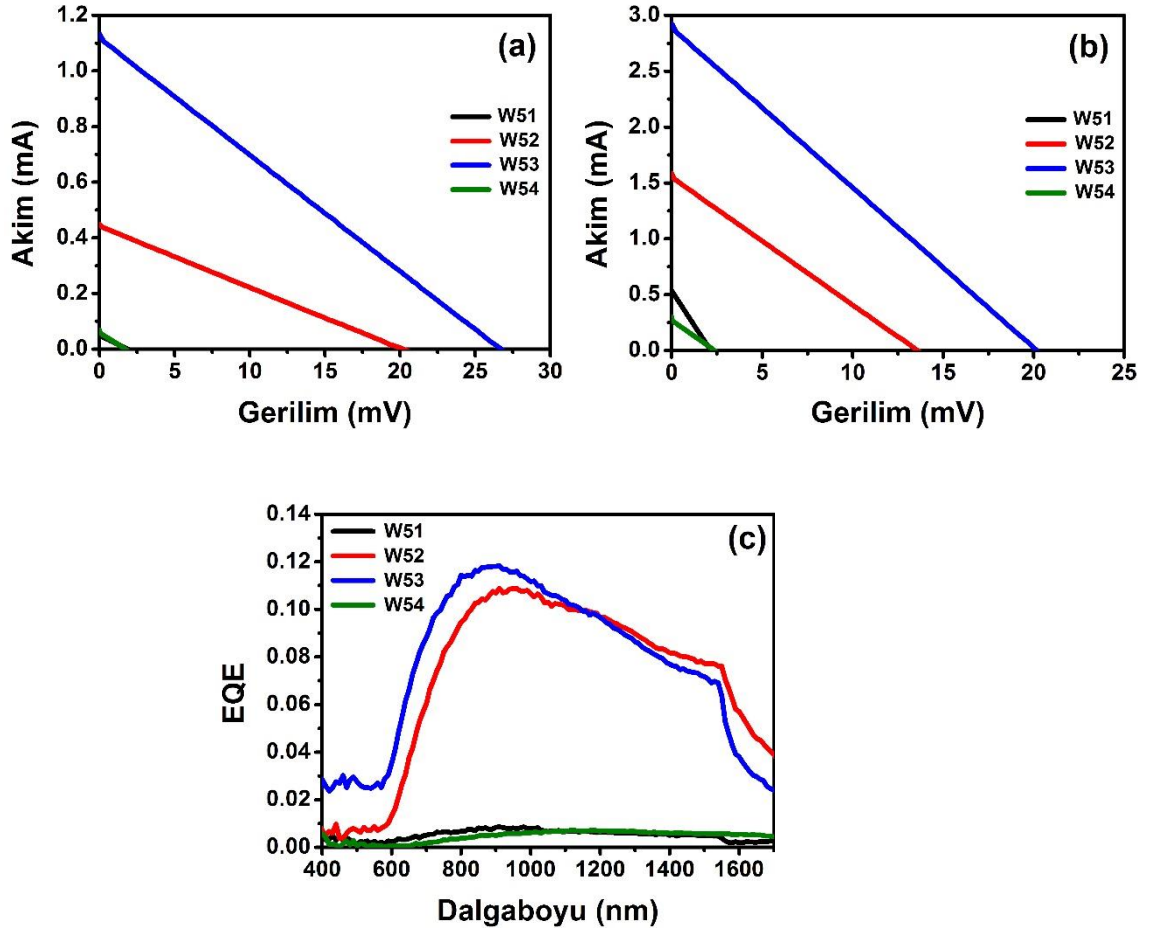 (a)
1.2
1.0
0.8
0.6
0.4
0.2
0.0
Akim (mA)
W51
W52
W53
W54
0 5 10 15 20 25 30
Gerilim (mV)
(b)
3.0
2.5
2.0
1.5
1.0
0.5
0.0
Akim (mA)
W51
W52
W53
W54
0 5 10 15 20 25
Gerilim (mV)
(c)
0.14
0.12
0.10
0.08
0.06
0.04
0.02
0.00
EQE
W51
W52
W53
W54
400 600 800 1000 1200 1400 1600
Dalgaboyu (nm)